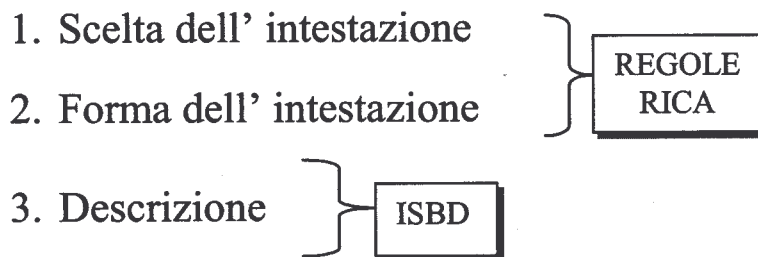 1. Scelta dell' intestazione
2. Forma dell' intestazione
REGOLE
RICA
3. Descrizione
ISBD